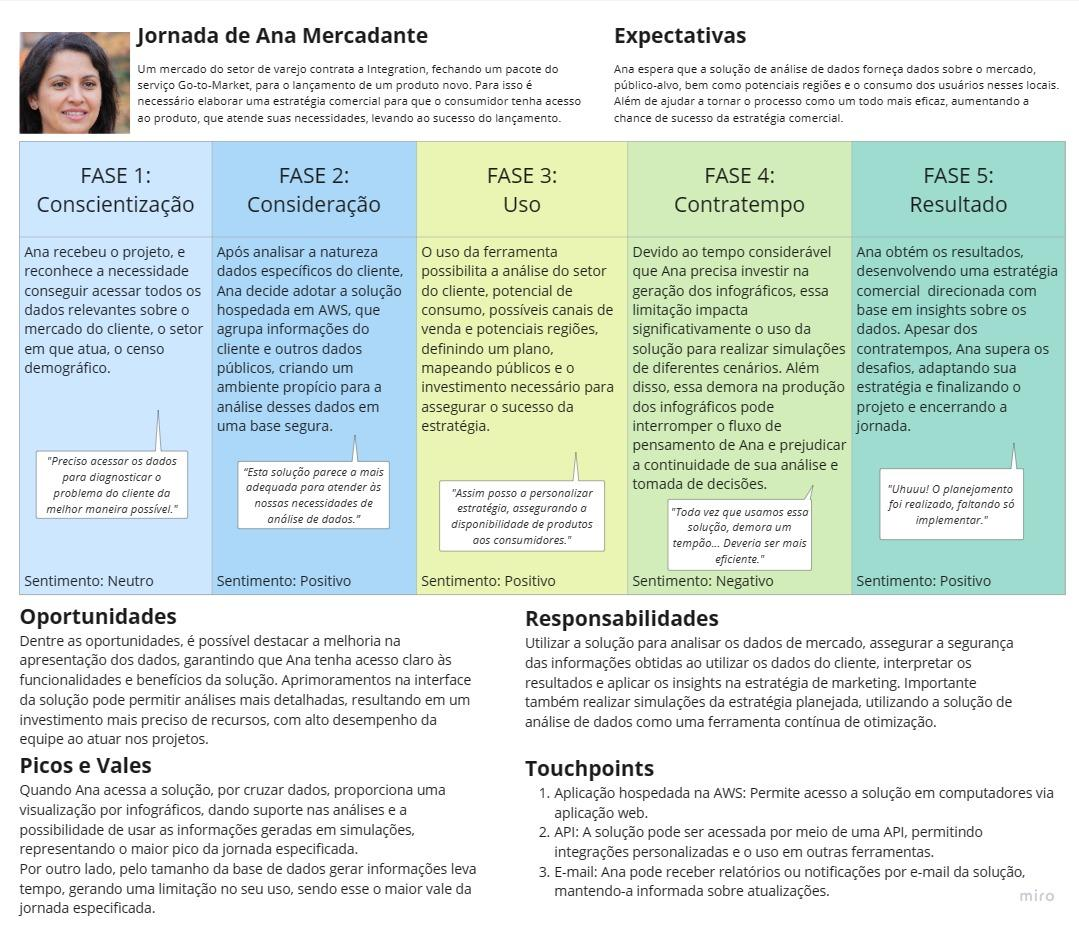 Jornada de Ana Mercadante
Um mercado do setor de varejo contrata a Integration, fechando um pacote do
serviço Go-to-Market, para o lançamento de um produto novo. Para isso é
necessário elaborar uma estratégia comercial para que o consumidor tenha acesso
ao produto, que atende suas necessidades, levando ao sucesso do lançamento.
Expectativas
Ana espera que a solução de análise de dados forneça dados sobre o mercado,
público-alvo, bem como potenciais regiões e o consumo dos usuários nesses locais.
Além de ajudar a tornar o processo como um todo mais eficaz, aumentando a
chance de sucesso da estratégia comercial.
FASE 1:
Conscientização
Ana recebeu o projeto, e
reconhece a necessidade
conseguir acessar todos os
dados relevantes sobre o
mercado do cliente, o setor
em que atua, o censo
demográfico.
"Preciso acessar os dados
para diagnosticar o
problema do cliente da
melhor maneira possível."
Sentimento: Neutro
FASE 2:
Consideração
Após analisar a natureza
dados específicos do cliente,
Ana decide adotar a solução
hospedada em AWS, que
agrupa informações do
cliente e outros dados
públicos, criando um
ambiente propício para a
análise desses dados em
uma base segura.
"Esta solução parece a mais
adequada para atender às
nossas necessidades de
análise de dados."
Sentimento: Positivo
FASE 3:
Uso
O uso da ferramenta
possibilita a análise do setor
do cliente, potencial de
consumo, possíveis canais de
venda e potenciais regiões,
definindo um plano,
mapeando públicos e o
investimento necessário para
assegurar o sucesso da
estratégia.
"Assim posso a personalizar
estratégia, assegurando a
disponibilidade de produtos
aos consumidores."
Sentimento: Positivo
FASE 4:
Contratempo
Devido ao tempo considerável
que Ana precisa investir na
geração dos infográficos, essa
limitação impacta
significativamente o uso da
solução para realizar simulações
de diferentes cenários. Além
disso, essa demora na produção
dos infográficos pode
interromper o fluxo de
pensamento de Ana e prejudicar
a continuidade de sua análise e
tomada de decisões.
"Toda vez que usamos essa
solução, demora um
tempão... Deveria ser mais
eficiente."
Sentimento: Negativo
FASE 5:
Resultado
Ana obtém os resultados,
desenvolvendo uma estratégia
comercial direcionada com
base em insights sobre os
dados. Apesar dos
contratempos, Ana supera os
desafios, adaptando sua
estratégia e finalizando o
projeto e encerrando a
jornada.
"Uhuuu! O planejamento
foi realizado, faltando só
implementar."
Sentimento: Positivo
Oportunidades
Dentre as oportunidades, é possível destacar a melhoria na
apresentação dos dados, garantindo que Ana tenha acesso claro às
funcionalidades e benefícios da solução. Aprimoramentos na interface
da solução pode permitir análises mais detalhadas, resultando em um
investimento mais preciso de recursos, com alto desempenho da
equipe ao atuar nos projetos.
Responsabilidades
Utilizar a solução para analisar os dados de mercado, assegurar a segurança
das informações obtidas ao utilizar os dados do cliente, interpretar os
resultados e aplicar os insights na estratégia de marketing. Importante
também realizar simulações da estratégia planejada, utilizando a solução de
análise de dados como uma ferramenta contínua de otimização.
Picos e Vales
Quando Ana acessa a solução, por cruzar dados, proporciona uma
visualização por infográficos, dando suporte nas análises e a
possibilidade de usar as informações geradas em simulações,
representando o maior pico da jornada especificada.
Por outro lado, pelo tamanho da base de dados gerar informações leva
tempo, gerando uma limitação no seu uso, sendo esse o maior vale da
jornada especificada.
Touchpoints
1. Aplicação hospedada na AWS: Permite acesso a solução em computadores via
aplicação web.
2. API: A solução pode ser acessada por meio de uma API, permitindo
integrações personalizadas e o uso em outras ferramentas.
3. E-mail: Ana pode receber relatórios ou notificações por e-mail da solução,
mantendo-a informada sobre atualizações.
miro